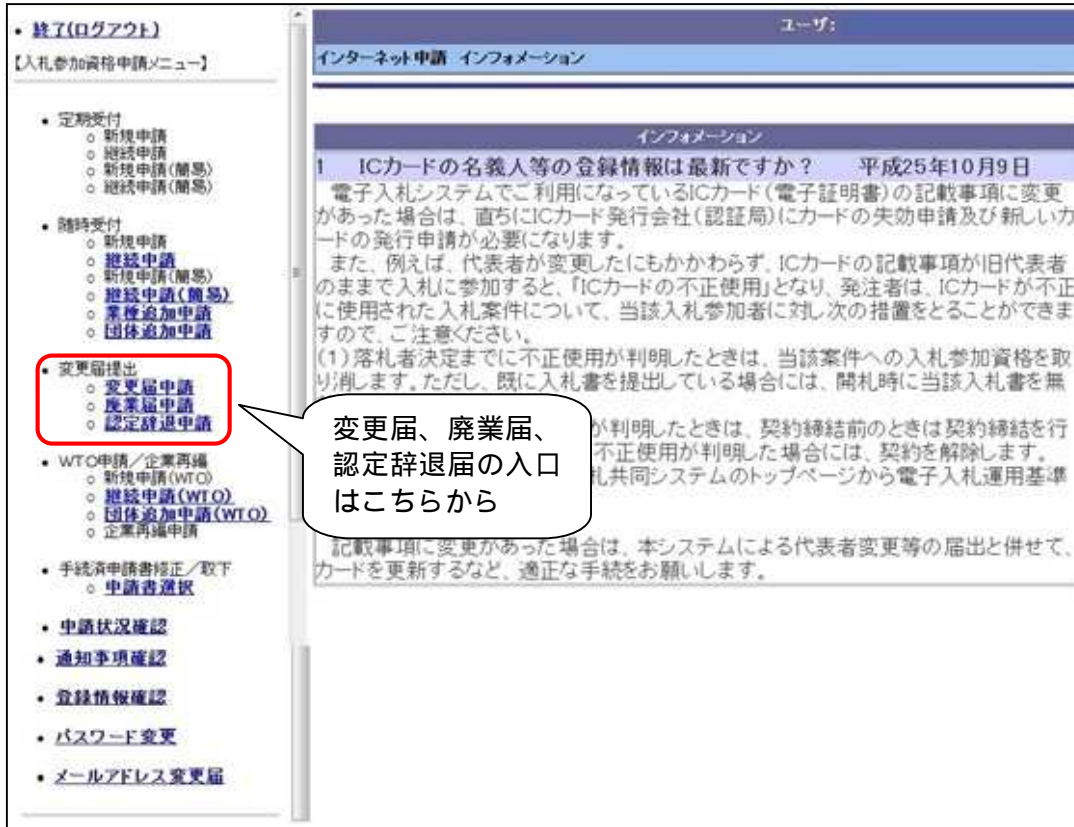 終了(ログアウト)
【入札参加資格申請メニュー】
定期受付
新規申請
継続申請
新規申請(簡易)
継続申請(簡易)
随時受付
新規申請
継続申請
新規申請(簡易)
継続申請(簡易)
業種追加申請
団体追加申請
変更届提出
変更届申請
廃業届申請
認定辞退申請
WTO申請／企業再編
新規申請(WTO)
継続申請(WTO)
団体追加申請(WTO)
企業再編申請
手続済申請書修正／取下
申請書選択
申請状況確認
通知事項確認
登録情報確認
パスワード変更
メールアドレス変更届
変更届、廃業届、
認定辞退届の入口
はこちらから
ユーザ:
インターネット申請 インフォメーション
インフォメーション
1 ICカードの名義人等の登録情報は最新ですか？ 平成25年10月9日
電子入札システムでご利用になっているICカード(電子証明書)の記載事項に変更
があった場合は、直ちにICカード発行会社(認証局)にカードの失効申請及び新しいカ
ードの発行申請が必要になります。
また、例えば、代表者が変更したにもかかわらず、ICカードの記載事項が旧代表者
のままで入札に参加すると、「ICカードの不正使用」となり、発注者は、ICカードが不正
に使用された入札案件について、当該入札参加者に対し次の措置をとることができま
すので、ご注意ください。
(1)落札者決定までに不正使用が判明したときは、当該案件への入札参加資格を取
り消します。ただし、既に入札書を提出している場合には、開札時に当該入札書を無
が判明したときは、契約締結前のときは契約締結を行
不正使用が判明した場合には、契約を解除します。
札共同システムのトップページから電子入札運用基準
記載事項に変更があった場合は、本システムによる代表者変更等の届出と併せて、
カードを更新するなど、適正な手続をお願いします。